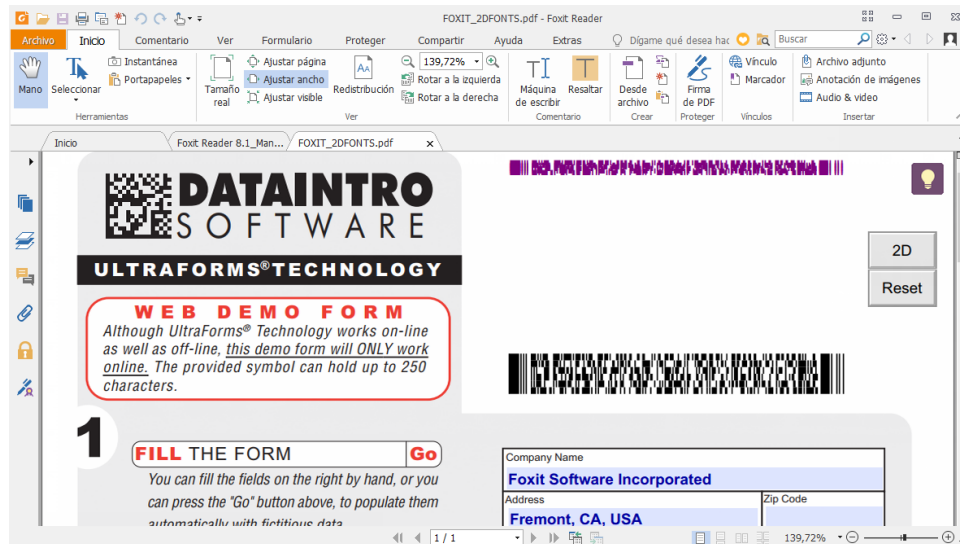 FOXIT_2DFONTS.pdf - Foxit Reader
Archivo Inicio Comentario Ver Formulario Proteger Compartir Ayuda Extras Dígame qué desea hac Buscar
Mano
Seleccionar
Instantánea
Portapapeles
Herramientas
Tamaño real
Ajustar página
Ajustar ancho
Ajustar visible
Redistribución
139,72%
Rotar a la izquierda
Rotar a la derecha
Ver
Máquina de escribir
Resaltar
Comentario
Desde archivo
Crear
Firma de PDF
Proteger
Vínculo
Marcador
Vínculos
Archivo adjunto
Anotación de imágenes
Audio & video
Insertar
Inicio Foxit Reader 8.1_Man... FOXIT_2DFONTS.pdf x
DATAINTRO
SOFTWARE
ULTRAFORMS®TECHNOLOGY
2D
Reset
WEB DEMO FORM
Although UltraForms® Technology works on-line
as well as off-line, this demo form will ONLY work
online. The provided symbol can hold up to 250
characters.
1
FILL THE FORM Go
You can fill the fields on the right by hand, or you
can press the "Go" button above, to populate them
automatically with fictitious data.
Company Name
Foxit Software Incorporated
Address Zip Code
Fremont, CA, USA
1 / 1 139,72%